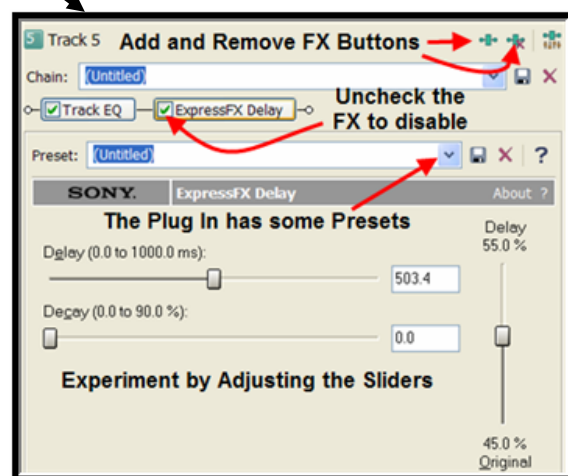 5 Track 5 Add and Remove FX Buttons
Chain: (Untitled)
Track EQ ExpressFX Delay
Uncheck the
FX to disable
Preset: (Untitled) ?
SONY. ExpressFX Delay About ?
The Plug In has some Presets
Delay
55.0 %
Delay (0.0 to 1000.0 ms):
503.4
Decay (0.0 to 90.0 %):
0.0
Experiment by Adjusting the Sliders
45.0 %
Original